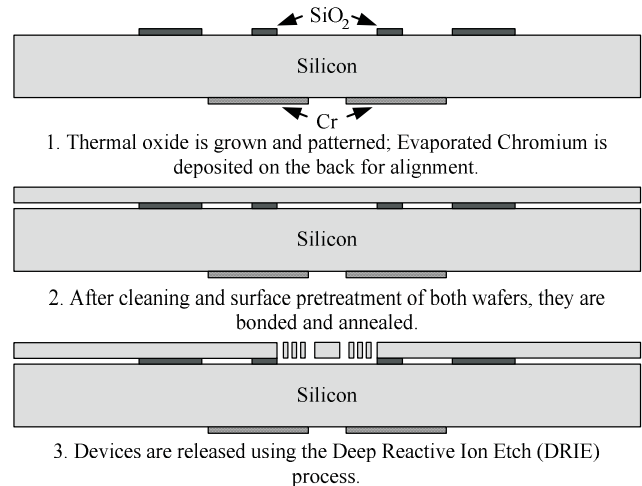 SiO2
Silicon
Cr
1. Thermal oxide is grown and patterned; Evaporated Chromium is
deposited on the back for alignment.
Silicon
2. After cleaning and surface pretreatment of both wafers, they are
bonded and annealed.
Silicon
3. Devices are released using the Deep Reactive Ion Etch (DRIE)
process.